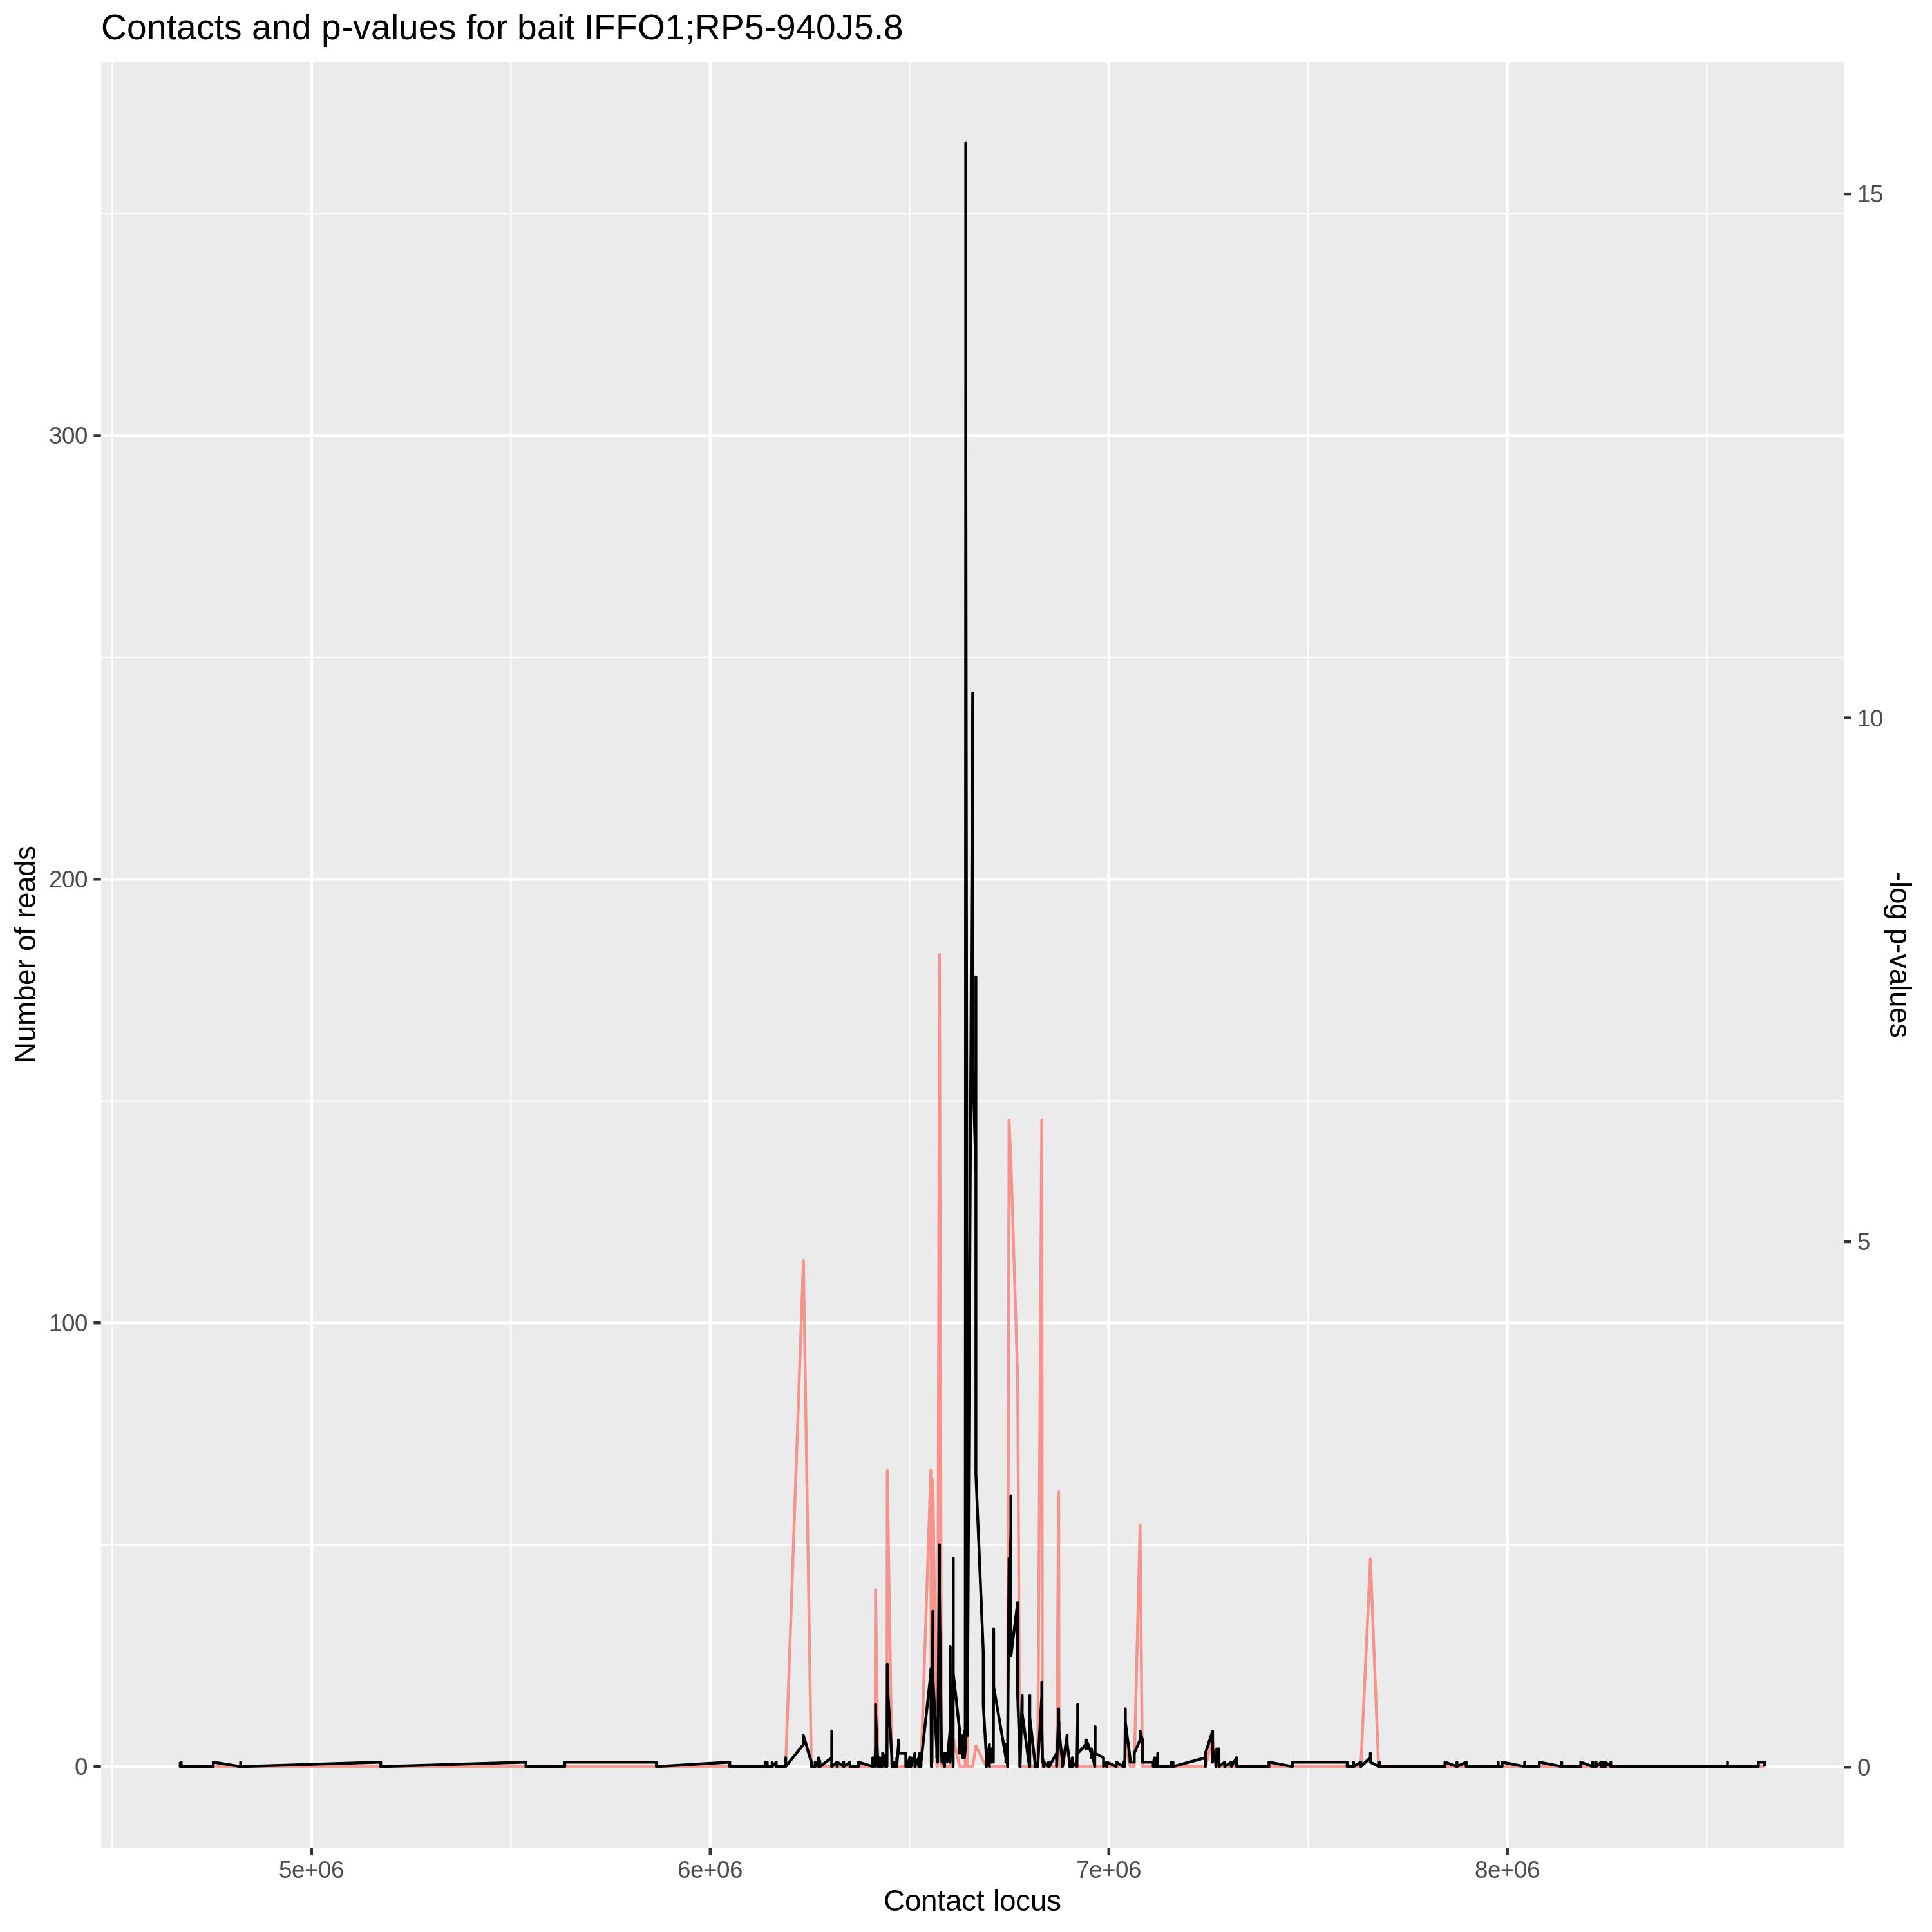 Contacts and p-values for bait IFFO1;RP5-940J5.8
Number of reads
300
200
100
0
15
10
5
0
-log p-values
5e+06 6e+06 7e+06 8e+06
Contact locus